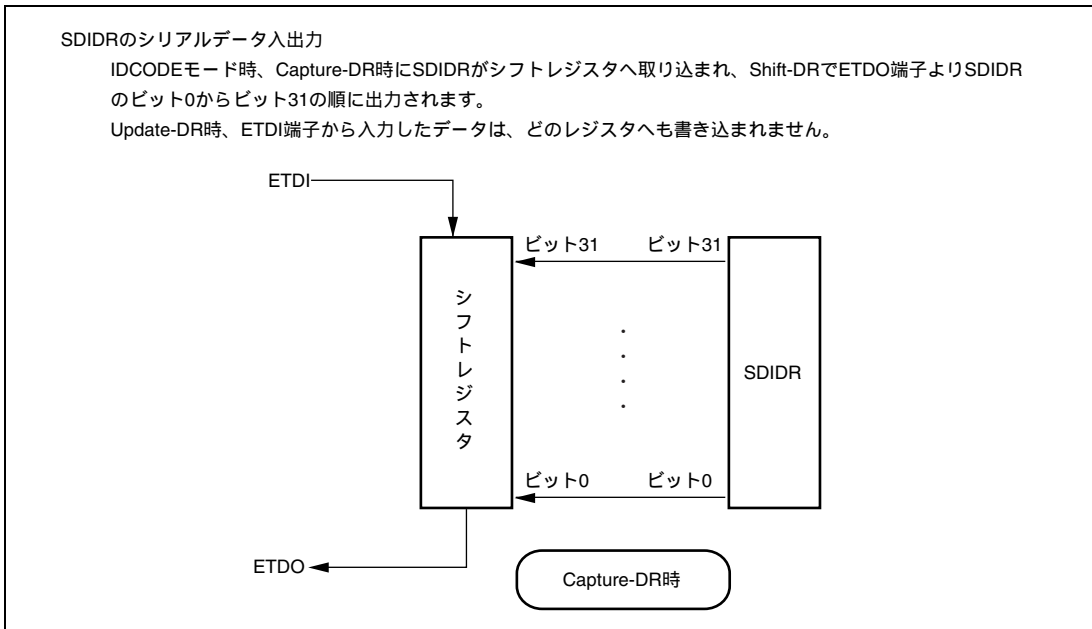 SDIDRのシリアルデータ入出力
IDCODEモード時、Capture-DR時にSDIDRがシフトレジスタへ取り込まれ、Shift-DRでETDO端子よりSDIDR
のビット0からビット31の順に出力されます。
Update-DR時、ETDI端子から入力したデータは、どのレジスタへも書き込まれません。
ETDI
ビット31 ビット31
シフトレジスタ
SDIDR
ビット0 ビット0
ETDO
Capture-DR時